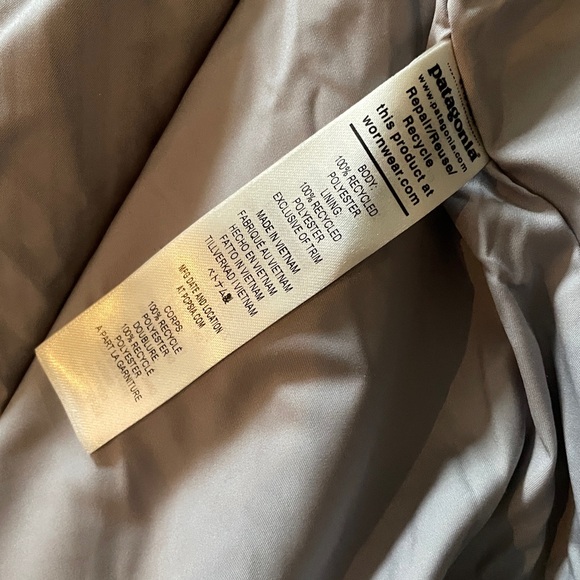 patagonia®
www.patagonia.com
Repair/Reuse/
Recycle
this product at
wornwear.com
BODY:
100% RECYCLED
POLYESTER
LINING:
100% RECYCLED
POLYESTER
EXCLUSIVE OF TRIM
MADE IN VIETNAM
FABRIQUÉ AU VIETNAM
HECHO EN VIETNAM
FATTO IN VIETNAM
TILLVERKAD I VIETNAM
ベトナム製
MFG DATE AND LOCATION
AT PCPSIA.COM
CORPS
100% RECYCLÉ
POLYESTER
DOUBLURE
100% RECYCLÉ
POLYESTER
A PART LA GARNITURE